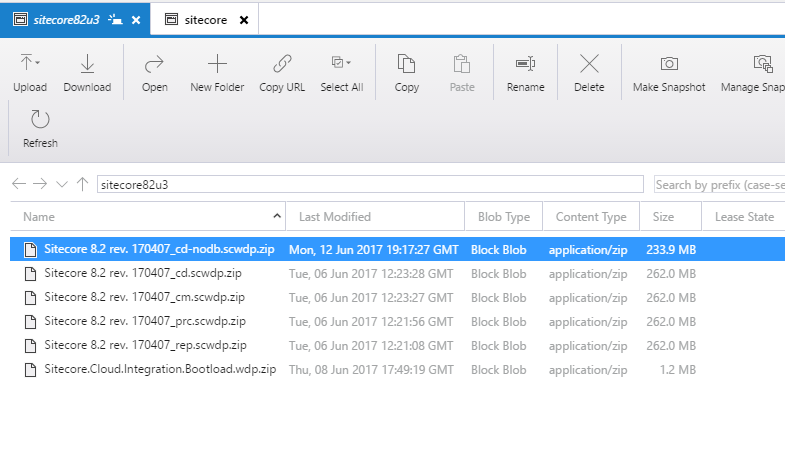 sitecore82u3 sitecore
Upload Download Open New Folder Copy URL Select All Copy Paste Rename Delete Make Snapshot Manage Snap
Refresh
sitecore82u3 Search by prefix (case-se
Name Last Modified Blob Type Content Type Size Lease State
Sitecore 8.2 rev. 170407_cd-nodb.scwdp.zip Mon, 12 Jun 2017 19:17:27 GMT Block Blob application/zip 233.9 MB
Sitecore 8.2 rev. 170407_cd.scwdp.zip Tue, 06 Jun 2017 12:23:28 GMT Block Blob application/zip 262.0 MB
Sitecore 8.2 rev. 170407_cm.scwdp.zip Tue, 06 Jun 2017 12:23:27 GMT Block Blob application/zip 262.0 MB
Sitecore 8.2 rev. 170407_prc.scwdp.zip Tue, 06 Jun 2017 12:21:56 GMT Block Blob application/zip 262.0 MB
Sitecore 8.2 rev. 170407_rep.scwdp.zip Tue, 06 Jun 2017 12:21:08 GMT Block Blob application/zip 262.0 MB
Sitecore.Cloud.Integration.Bootload.wdp.zip Thu, 08 Jun 2017 17:49:19 GMT Block Blob application/zip 1.2 MB